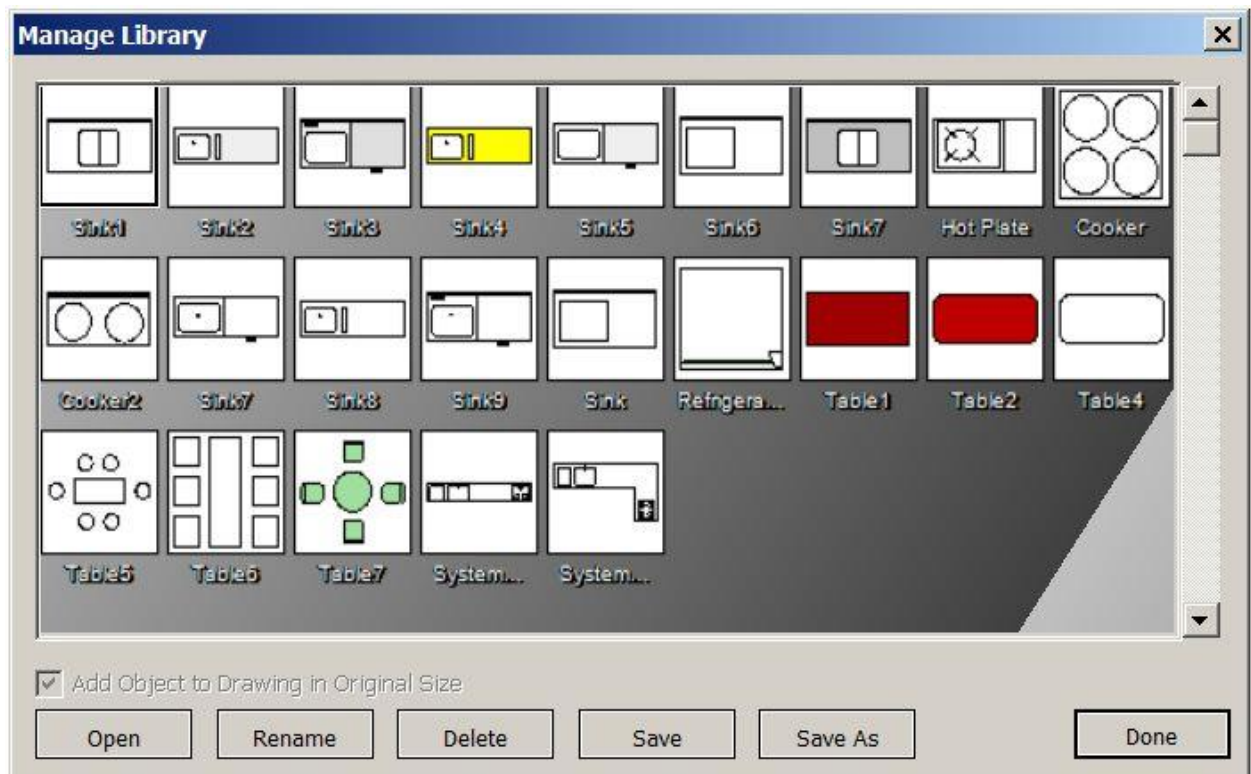 Manage Library
Sink1 Sink2 Sink3 Sink4 Sink5 Sink6 Sink7 Hot Plate Cooker
Cooker2 Sink7 Sink8 Sink9 Sink Refrigera... Table1 Table2 Table4
Table5 Table6 Table7 System... System...
Add Object to Drawing in Original Size
Open Rename Delete Save Save As Done